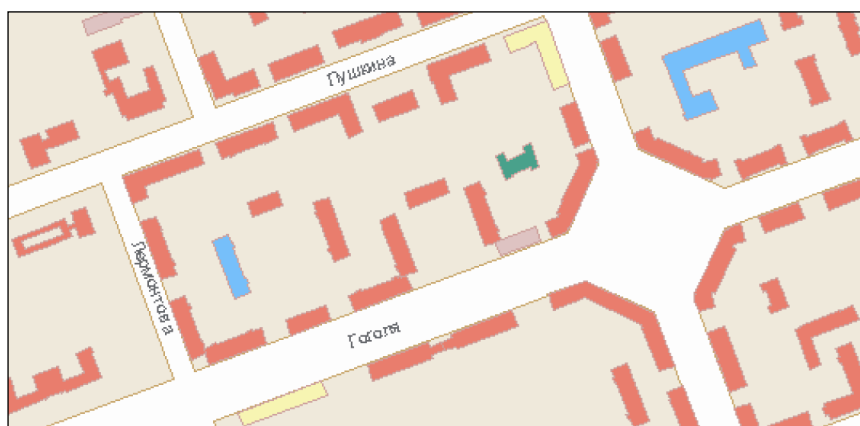 Пушкина
Лермонтова
Гоголя